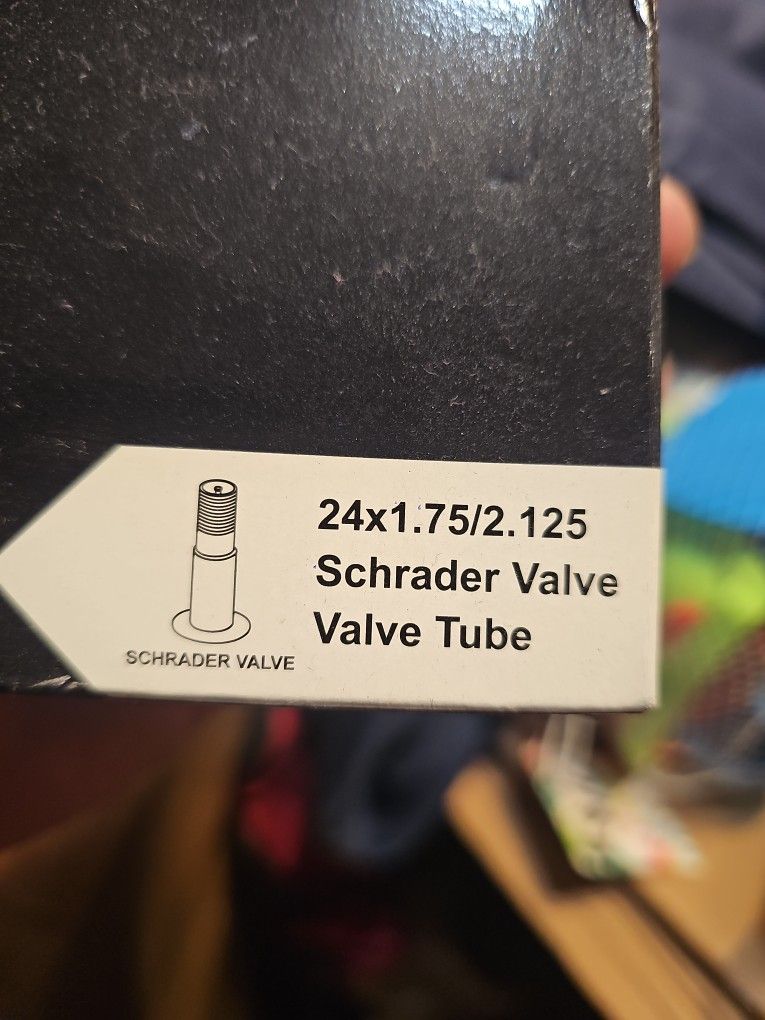 24x1.75/2.125
Schrader Valve
Valve Tube
SCHRADER VALVE